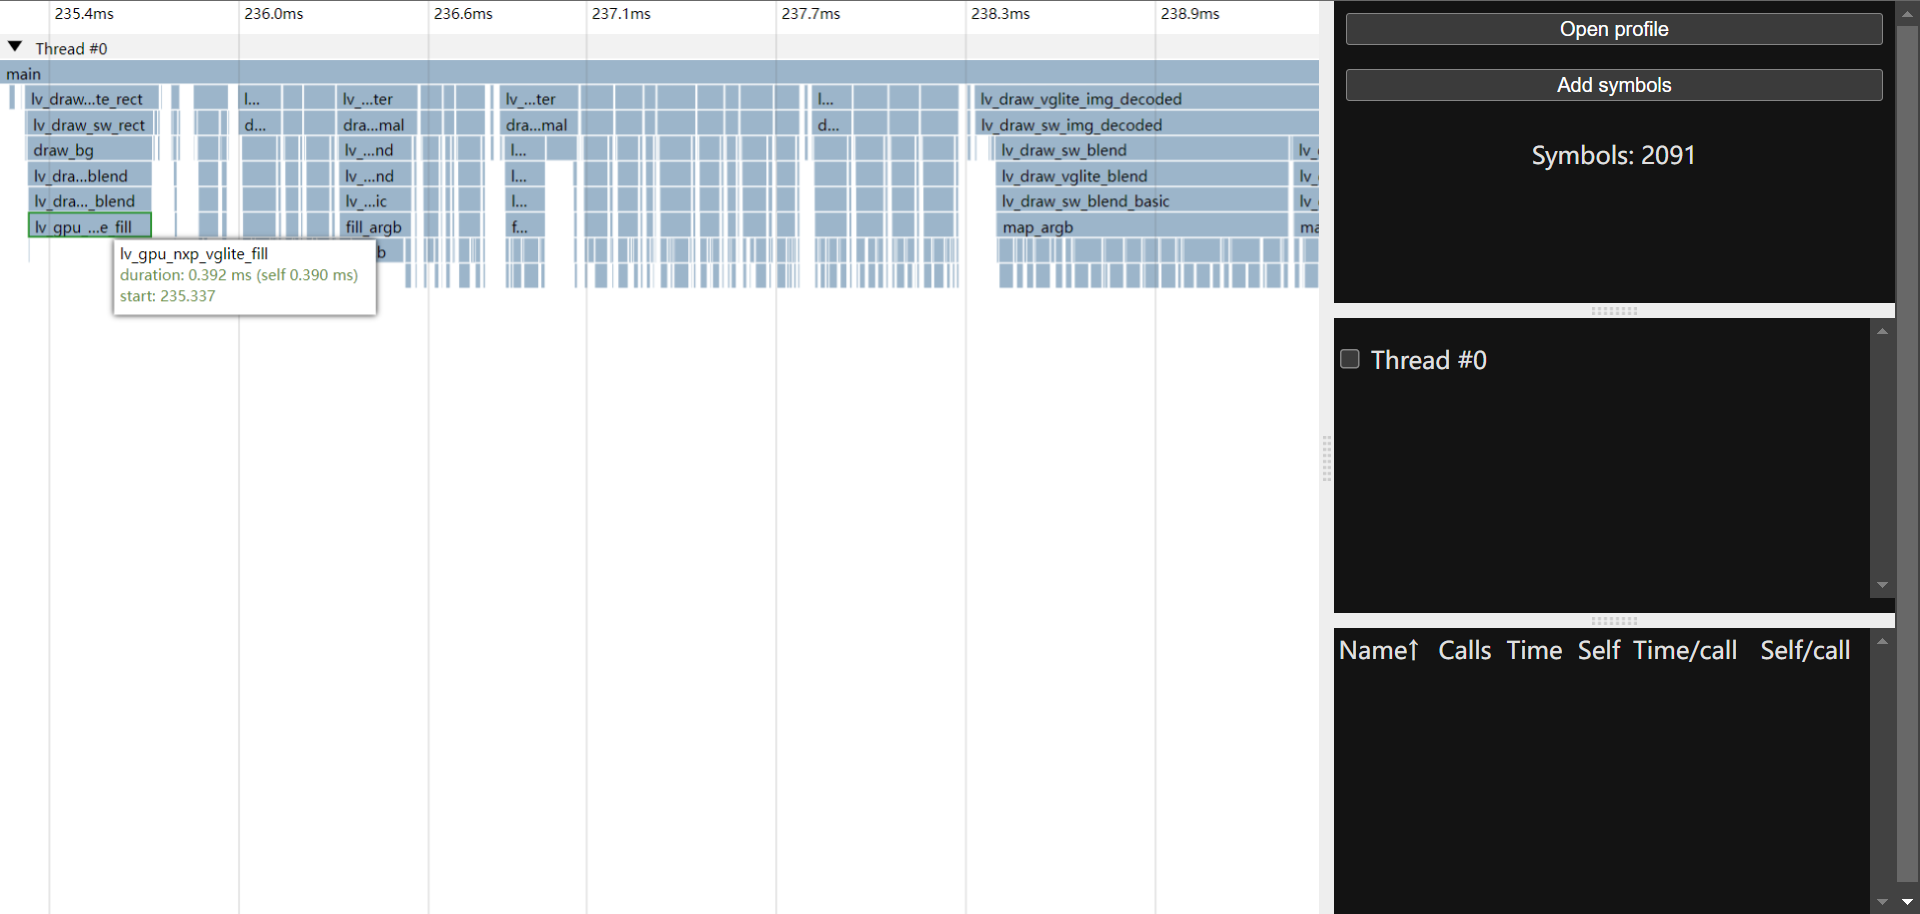 235.4ms 236.0ms 236.6ms 237.1ms 237.7ms 238.3ms 238.9ms
Thread #0
main
lv_draw...te_rect l... lv_...ter lv_...ter l... lv_draw_vglite_img_decoded
lv_draw_sw_rect d... dra...mal dra...mal d... lv_draw_sw_img_decoded
draw_bg lv_...nd l... lv_draw_sw_blend lv_
lv_dra...blend lv_...nd l... lv_draw_vglite_blend lv_
lv_dra..._blend lv_...ic l... lv_draw_sw_blend_basic lv_
lv_gpu_...e_fill fill_argb f... map_argb ma
b
lv_gpu_nxp_vglite_fill
duration: 0.392 ms (self 0.390 ms)
start: 235.337
Open profile
Add symbols
Symbols: 2091
Thread #0
Name↑ Calls Time Self Time/call Self/call